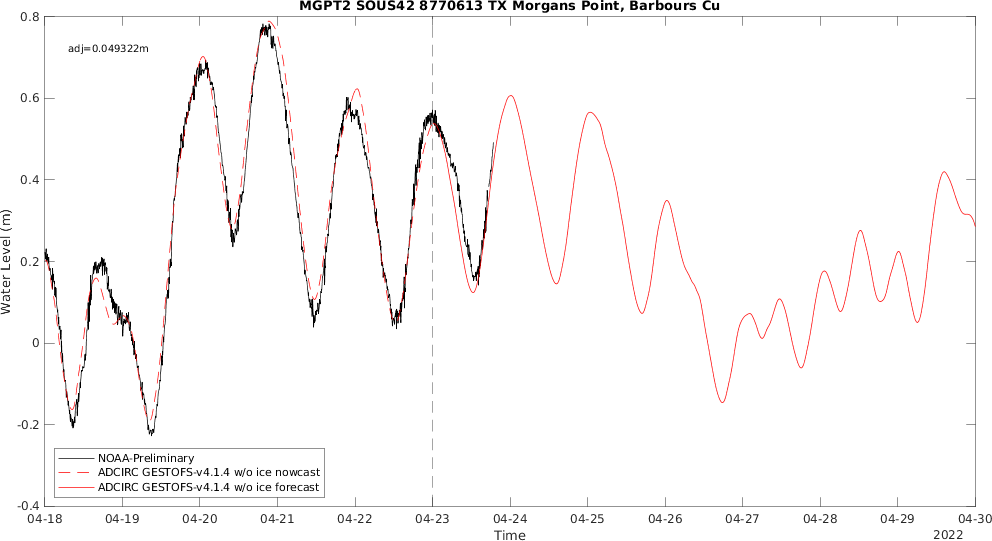 MGPT2 SOUS42 8770613 TX Morgans Point, Barbours Cu
adj=0.049322m
0.8
0.6
0.4
0.2
0
-0.2
-0.4
Water Level (m)
NOAA-Preliminary
ADCIRC GESTOFS-v4.1.4 w/o ice nowcast
ADCIRC GESTOFS-v4.1.4 w/o ice forecast
04-18 04-19 04-20 04-21 04-22 04-23 04-24 04-25 04-26 04-27 04-28 04-29 04-30
Time
2022